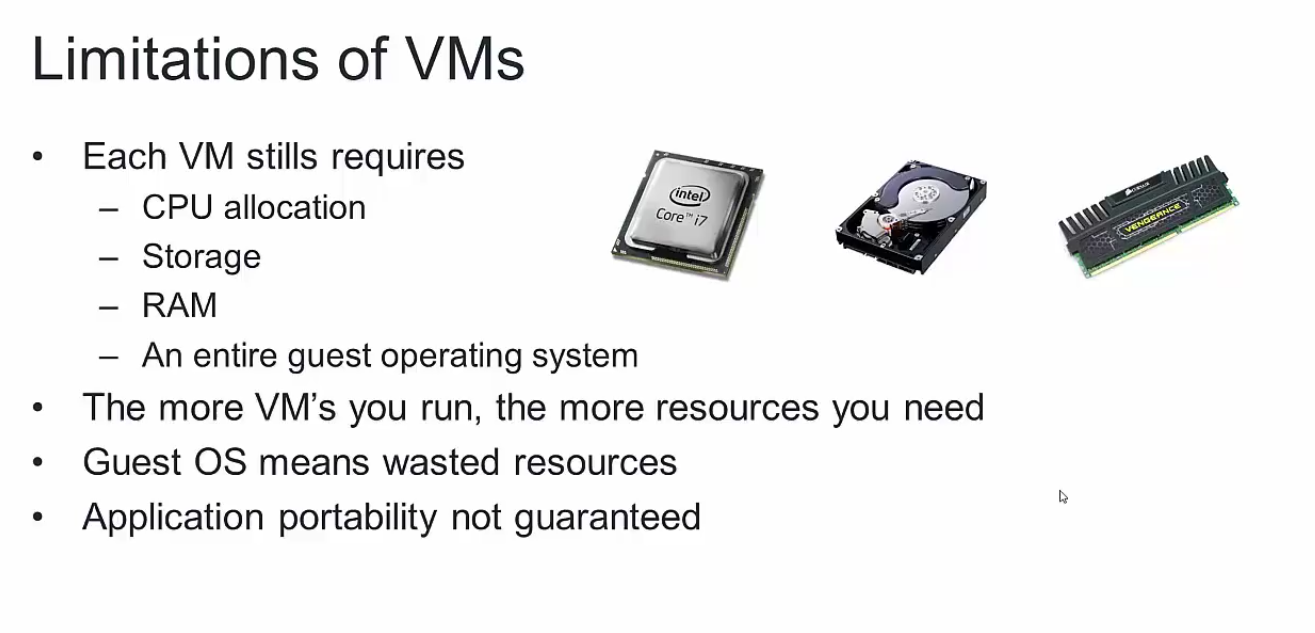 Limitations of VMs
• Each VM stills requires
– CPU allocation
– Storage
– RAM
– An entire guest operating system
• The more VM’s you run, the more resources you need
• Guest OS means wasted resources
• Application portability not guaranteed
intel
Core™ i7
VENGEANCE